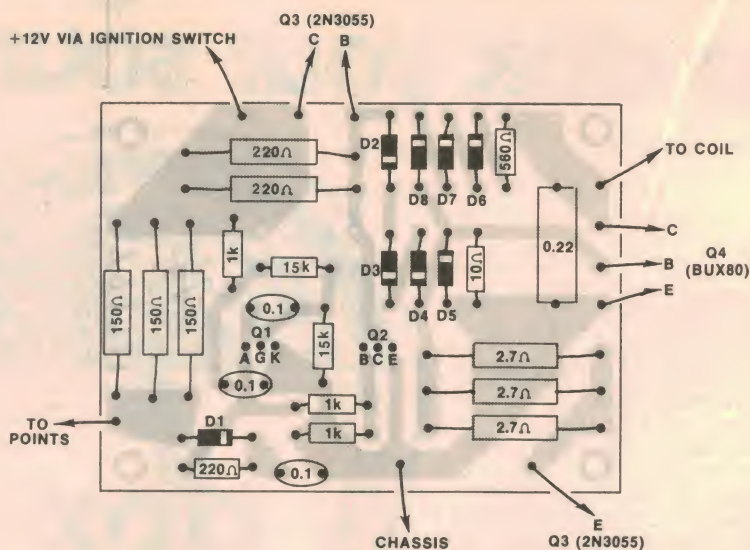 Q3 (2N3055)
+12V VIA IGNITION SWITCH
C B
D2
D8
D7
D6
560Ω
TO COIL
220Ω
220Ω
1k
15k
D3
D4
D5
10Ω
0.22
C
B
Q4
(BUX80)
E
150Ω
150Ω
150Ω
0.1
15k
Q1
A G K
Q2
B C E
0.1
2.7Ω
2.7Ω
2.7Ω
1k
1k
TO
POINTS
D1
220Ω
0.1
CHASSIS
E
Q3 (2N3055)